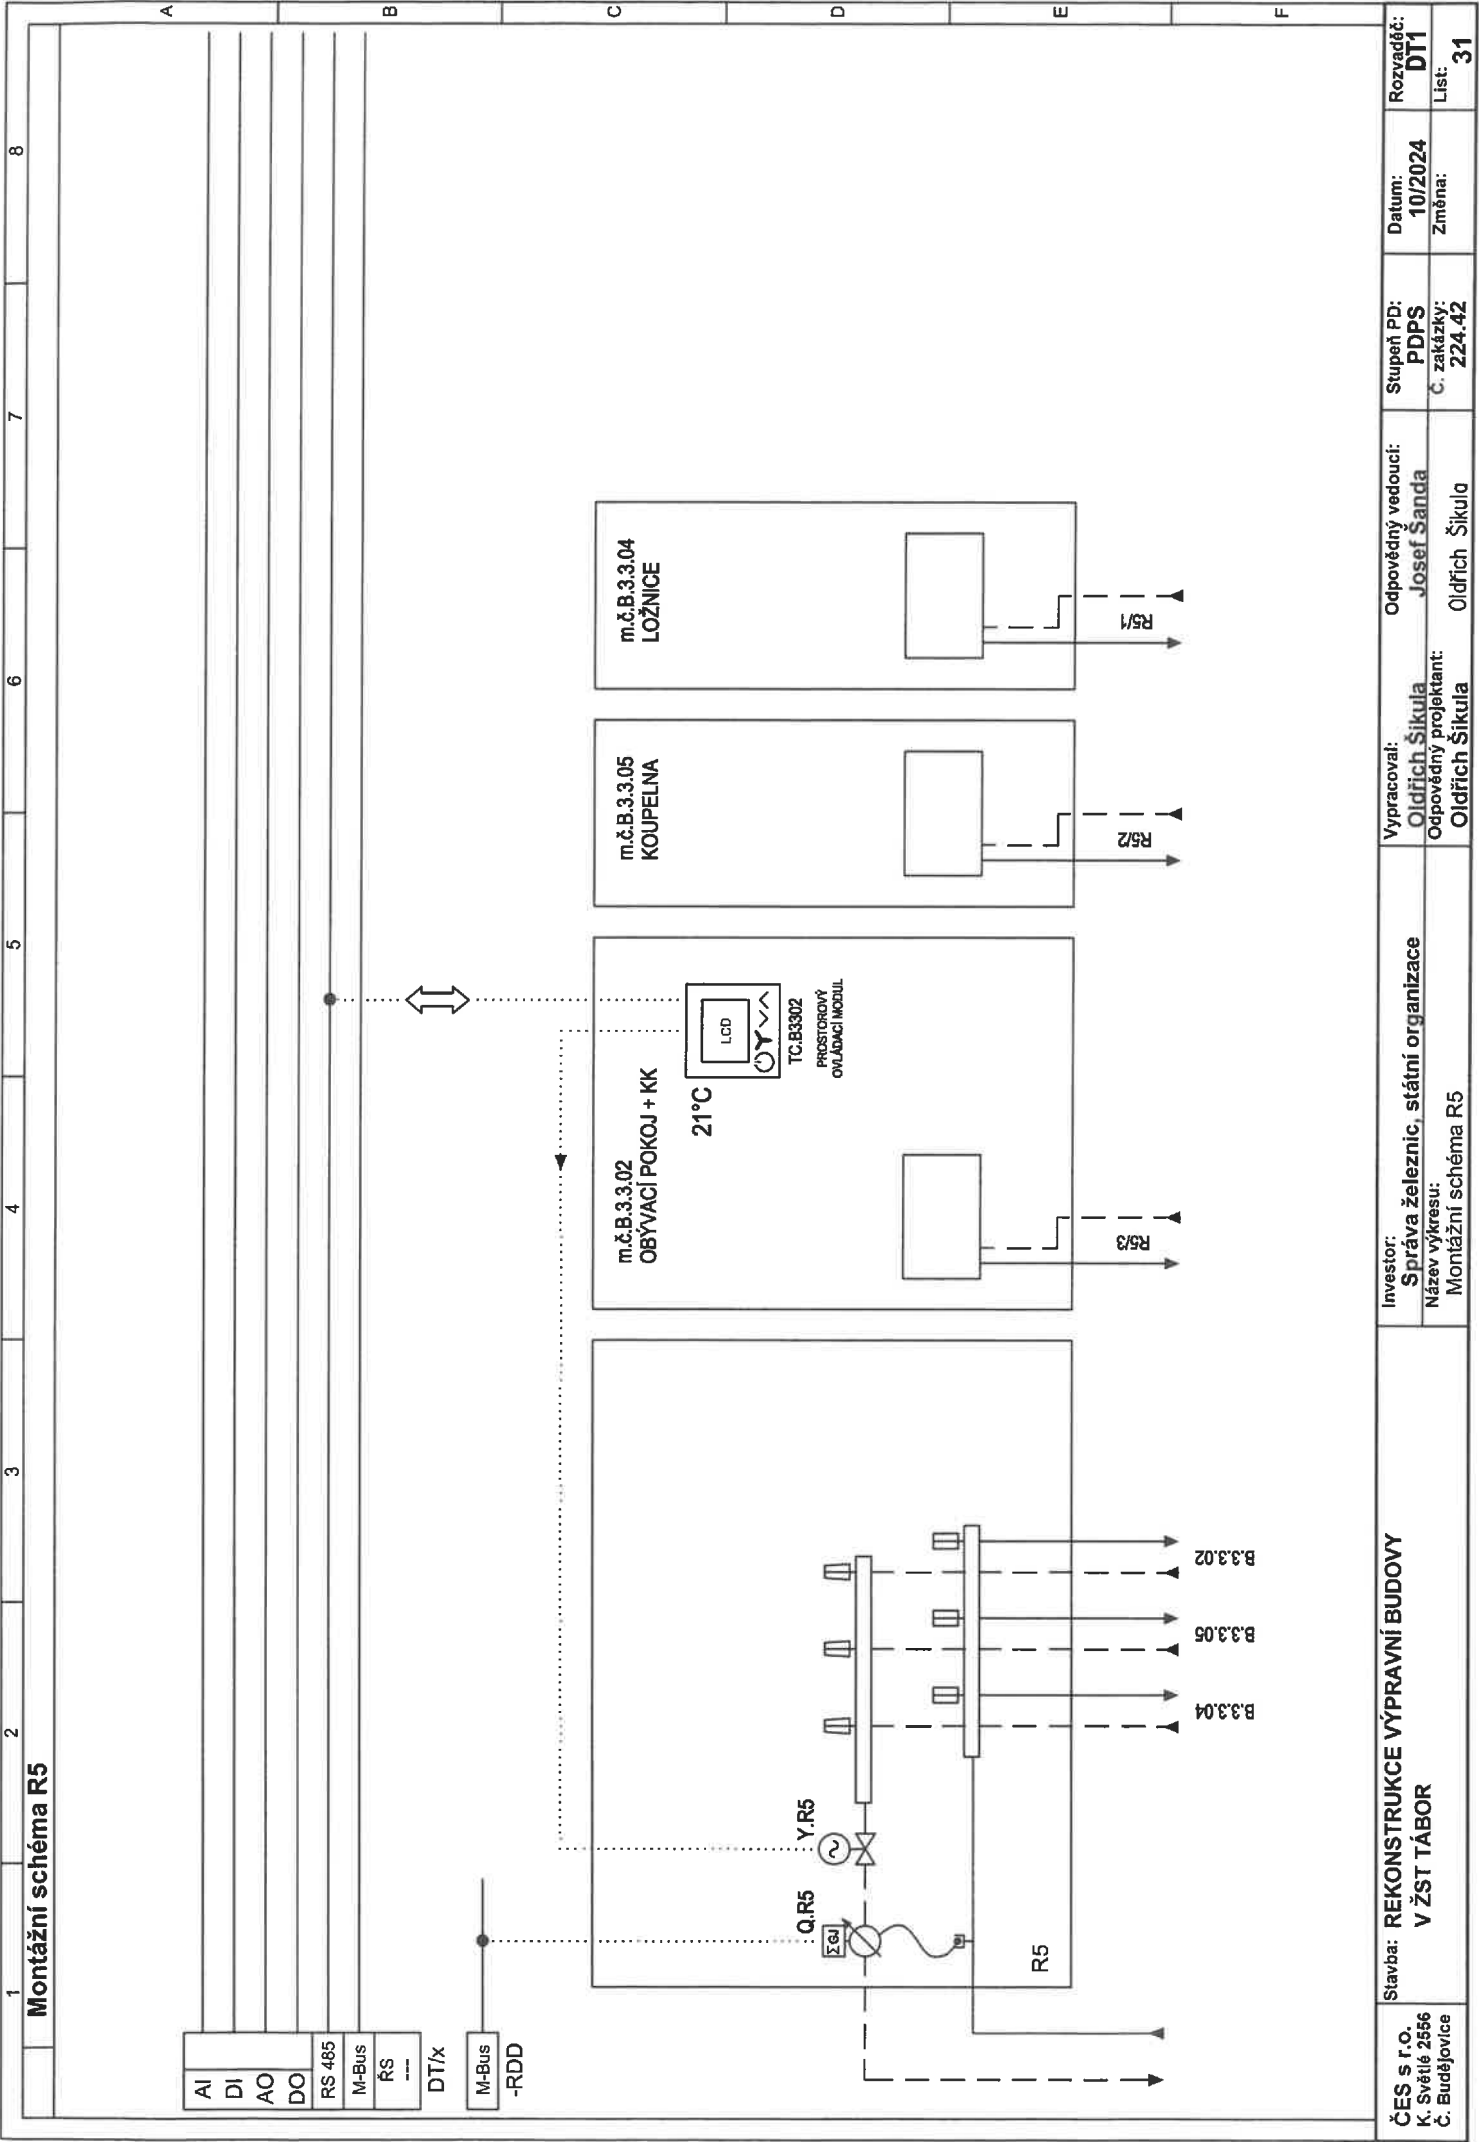 1
2
3
4
5
6
7
8
A
B
C
D
E
F
Montážní schéma R5
AI
DI
AO
DO
RS 485
M-Bus
ŘS
---
DT/x
M-Bus
-RDD
Q.R5
ΣGJ
Y.R5
R5
B.3.3.04
B.3.3.05
B.3.3.02
m.č.B.3.3.02
OBÝVACÍ POKOJ + KK
21°C
LCD
TC.B3302
PROSTOROVÝ
OVLÁDACÍ MODUL
R5/3
m.č.B.3.3.05
KOUPELNA
R5/2
m.č.B.3.3.04
LOŽNICE
R5/1
ČES s r.o.
K. Světlé 2556
Č. Budějovice
Stavba: REKONSTRUKCE VÝPRAVNÍ BUDOVY
V ŽST TÁBOR
Investor:
Správa železnic, státní organizace
Název výkresu:
Montážní schéma R5
Vypracoval:
Oldřich Šikula
Odpovědný projektant:
Oldřich Šikula
Odpovědný vedoucí:
Josef Šanda
Oldřich Šikula
Stupeň PD:
PDPS
Č. zakázky:
224.42
Datum:
10/2024
Změna:
Rozvaděč:
DT1
List:
31